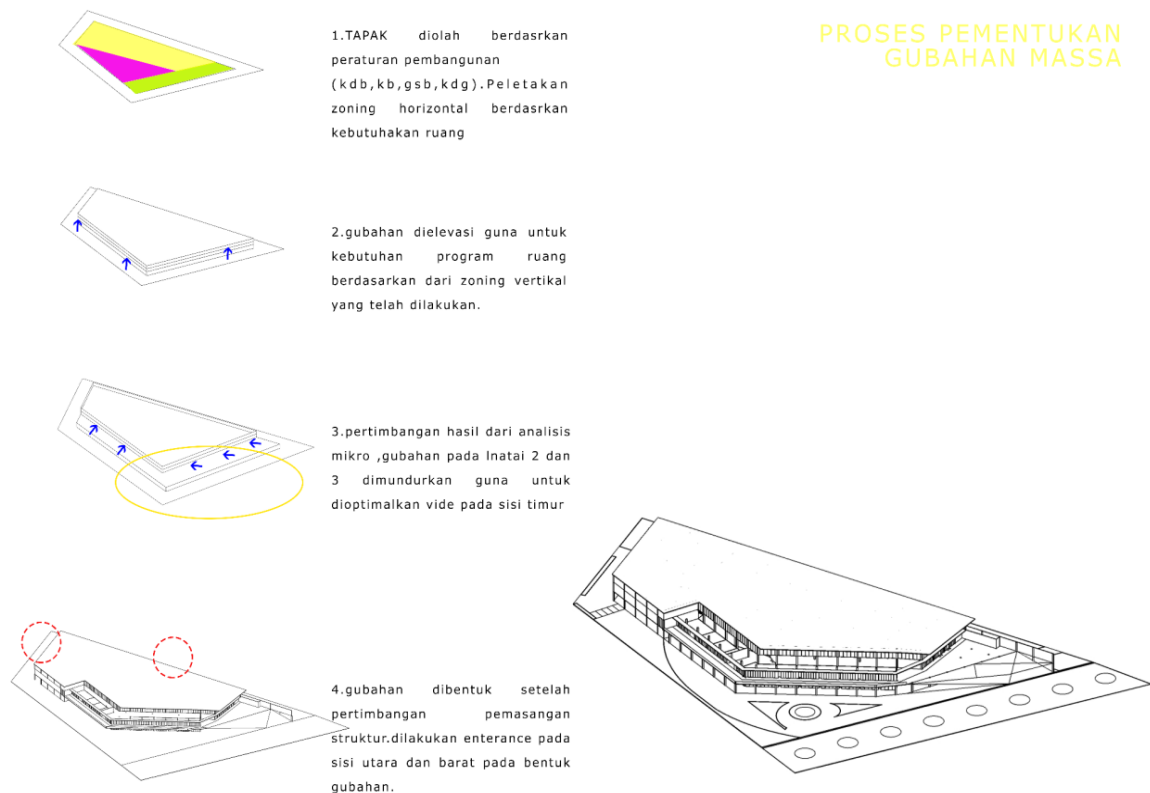 PROSES PEMENTUKAN
GUBAHAN MASSA
1.TAPAK diolah berdasrkan
peraturan pembangunan
(kdb,kb,gsb,kdg).Peletakan
zoning horizontal berdasrkan
kebutuhakan ruang
2.gubahan dielevasi guna untuk
kebutuhan program ruang
berdasarkan dari zoning vertikal
yang telah dilakukan.
3.pertimbangan hasil dari analisis
mikro ,gubahan pada lnatai 2 dan
3 dimundurkan guna untuk
dioptimalkan vide pada sisi timur
4.gubahan dibentuk setelah
pertimbangan pemasangan
struktur.dilakukan enterance pada
sisi utara dan barat pada bentuk
gubahan.